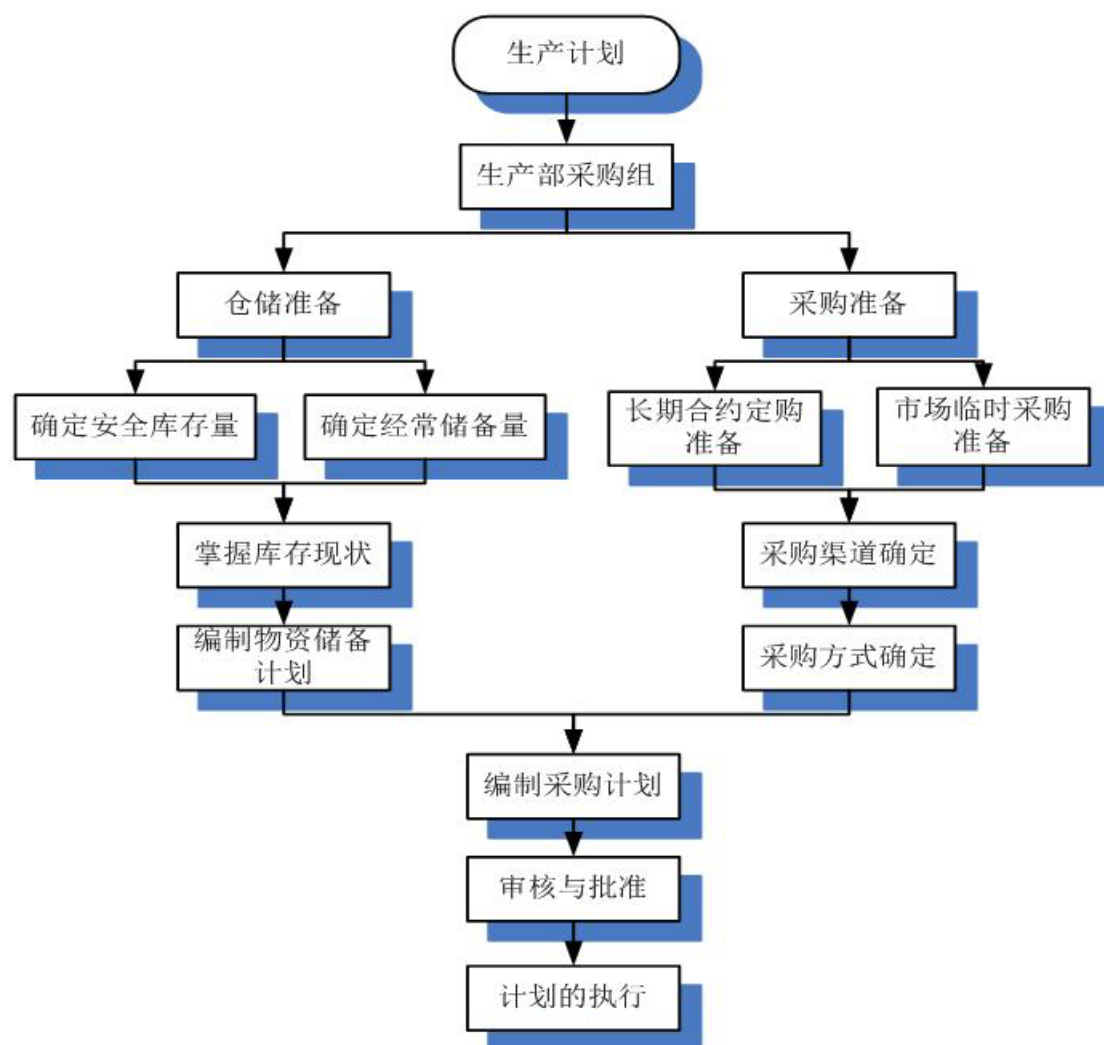 生产计划
生产部采购组
仓储准备
采购准备
确定安全库存量
确定经常储备量
长期合约定购
准备
市场临时采购
准备
掌握库存现状
采购渠道确定
编制物资储备
计划
采购方式确定
编制采购计划
审核与批准
计划的执行